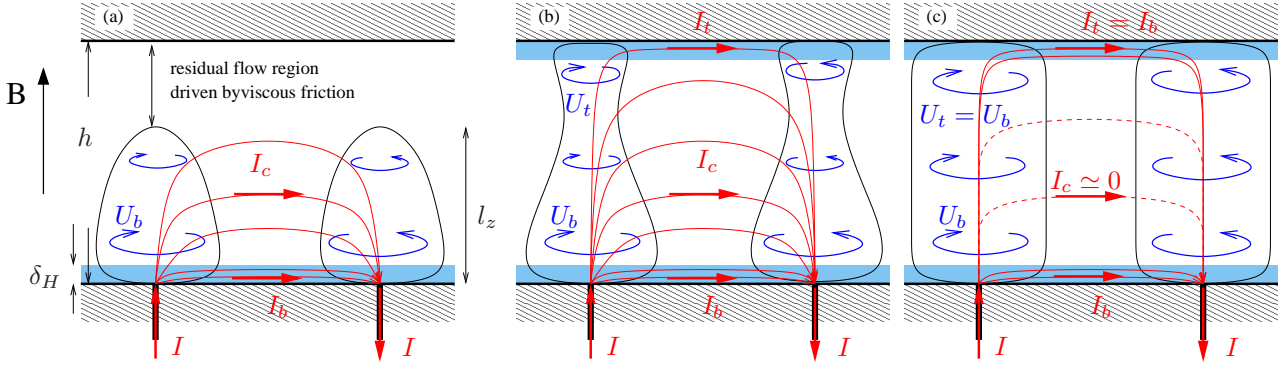 (a)
(b)
(c)
B
h
δ_H
residual flow region
driven byviscous friction
U_b
I_c
I_b
l_z
I
I
I_t
U_t
I_c
U_b
I_b
I
I
I_t = I_b
U_t = U_b
I_c ≃ 0
U_b
I_b
I
I